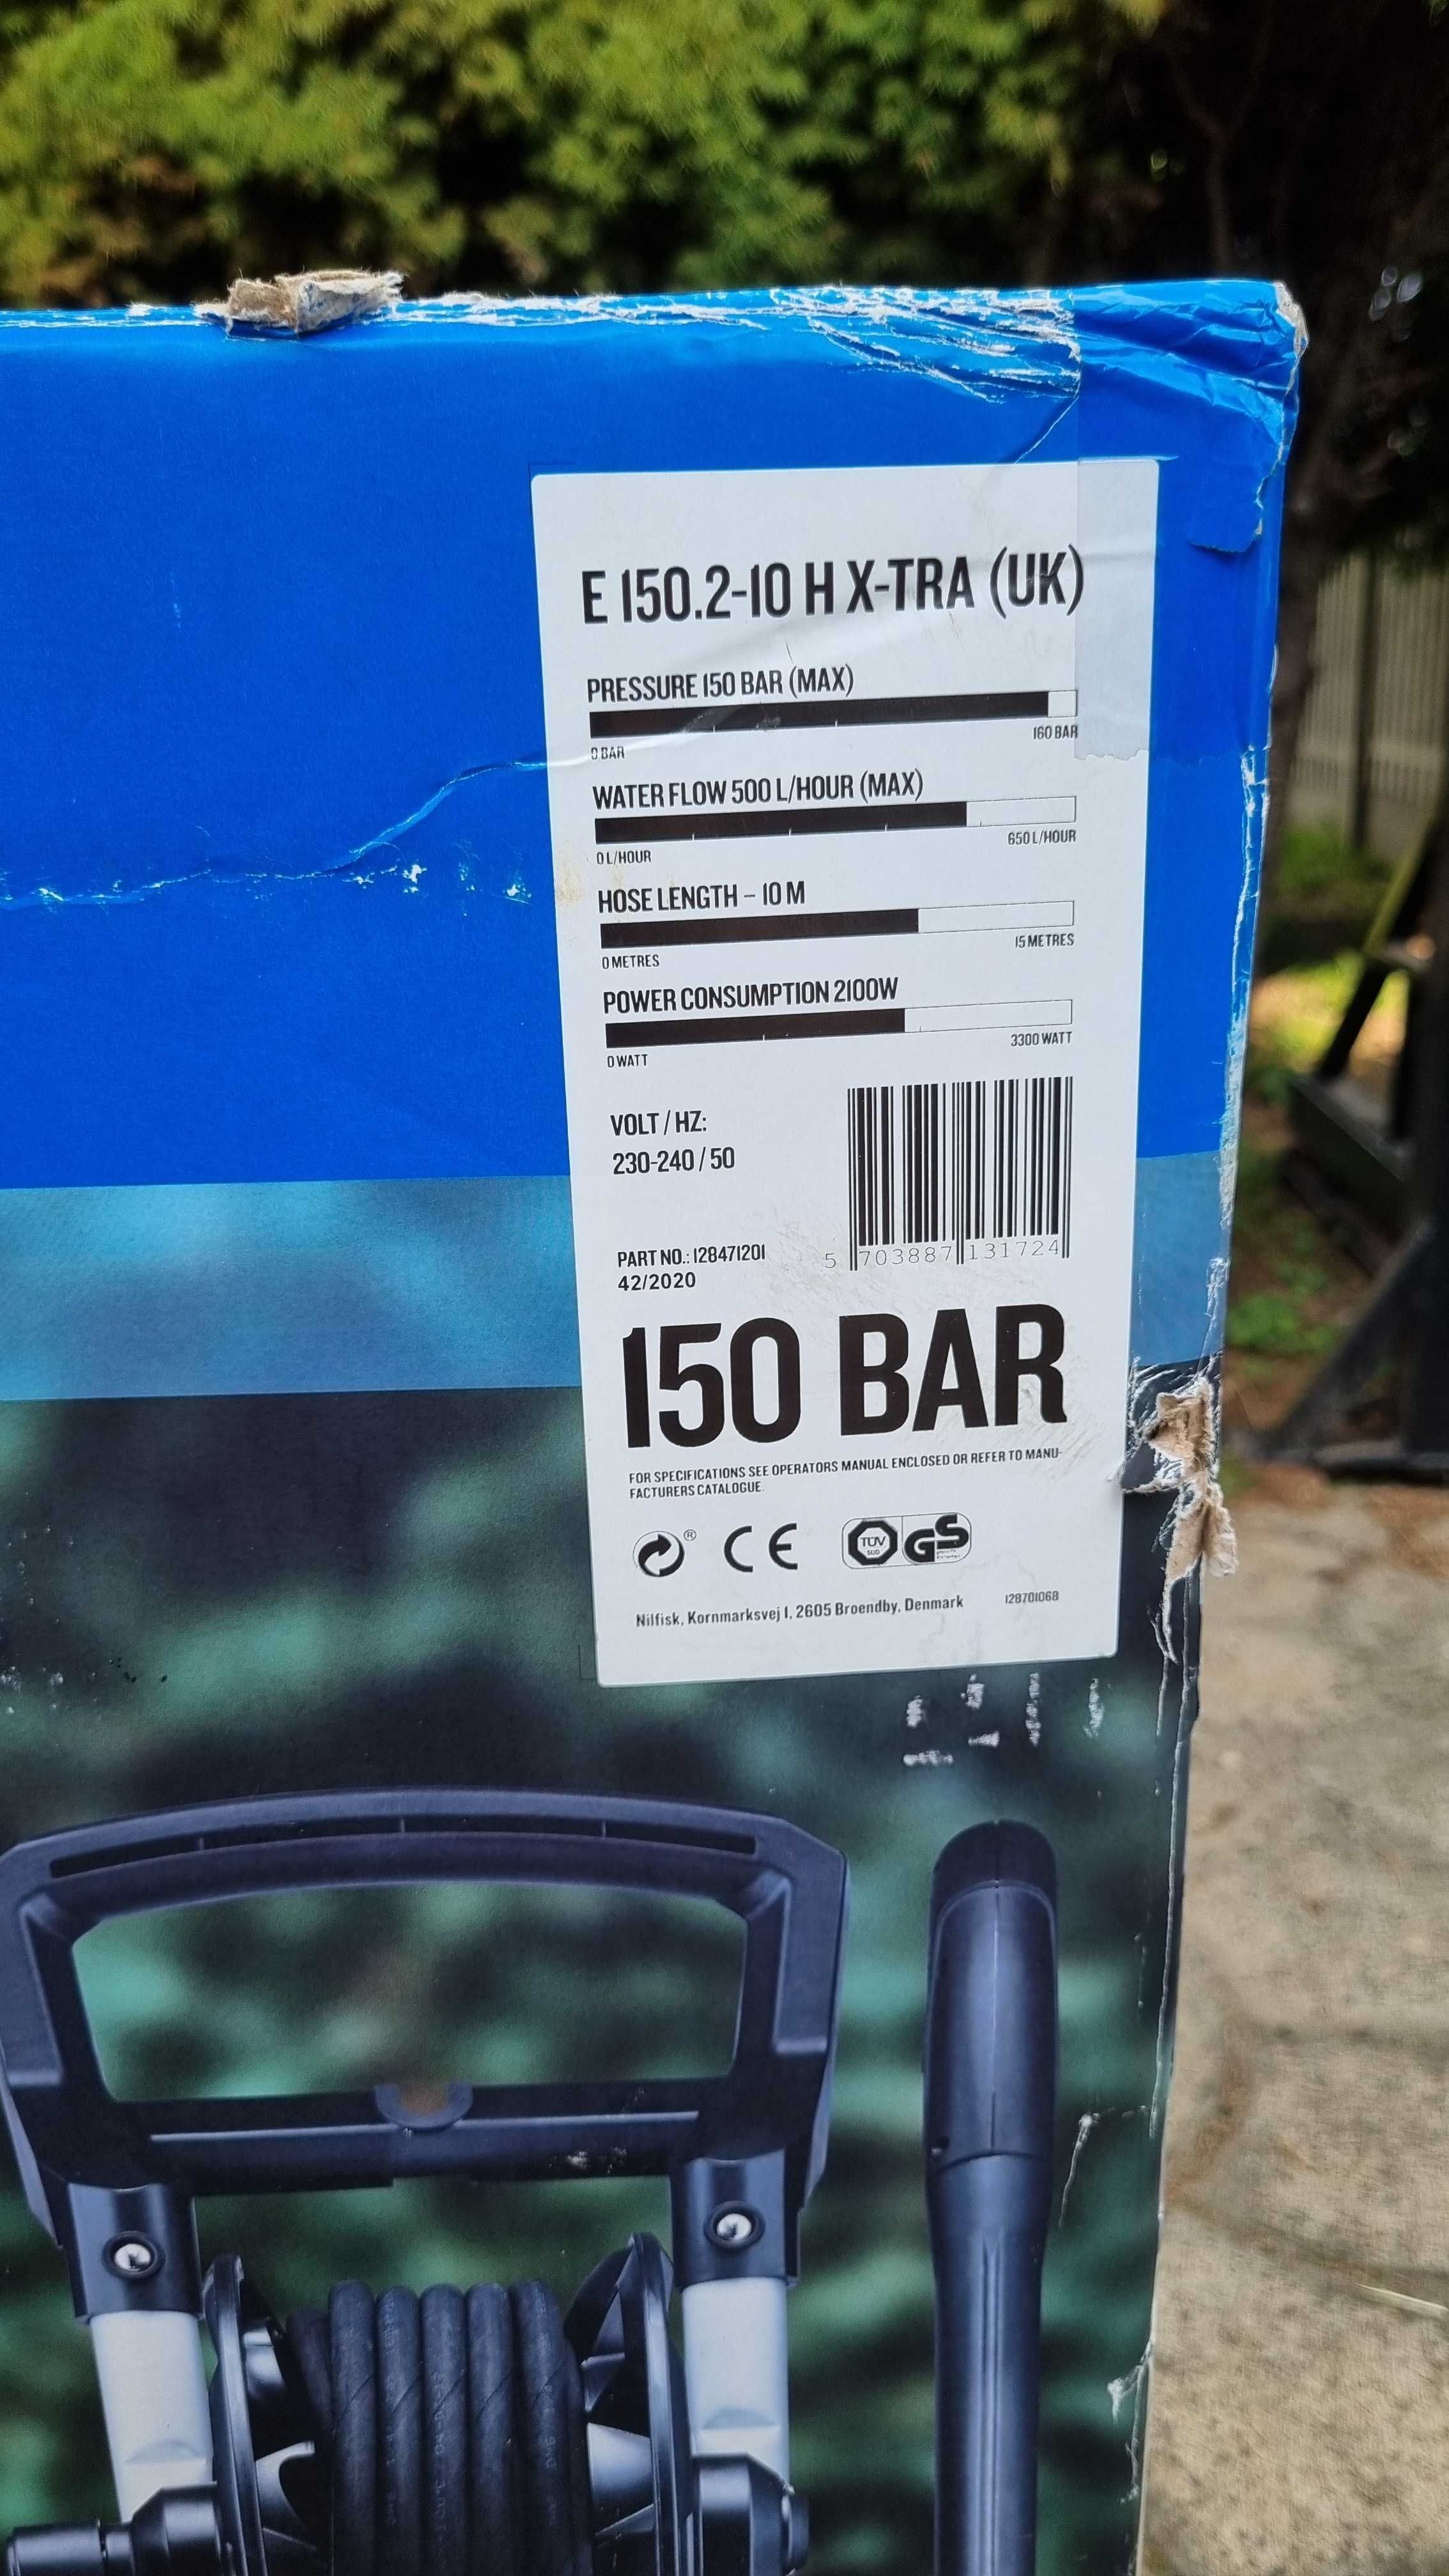 E 150.2-10 H X-TRA (UK)
PRESSURE 150 BAR (MAX)
0 BAR
160 BAR
WATER FLOW 500 L/HOUR (MAX)
0 L/HOUR
650 L/HOUR
HOSE LENGTH – 10 M
0 METRES
15 METRES
POWER CONSUMPTION 2100W
0 WATT
3300 WATT
VOLT / HZ:
230-240 / 50
PART NO.: 128471201
42/2020
5 703887 131724
150 BAR
FOR SPECIFICATIONS SEE OPERATORS MANUAL ENCLOSED OR REFER TO MANU-
FACTURERS CATALOGUE.
® CE TÜV SÜD GS
Nilfisk, Kornmarksvej 1, 2605 Broendby, Denmark
128701068